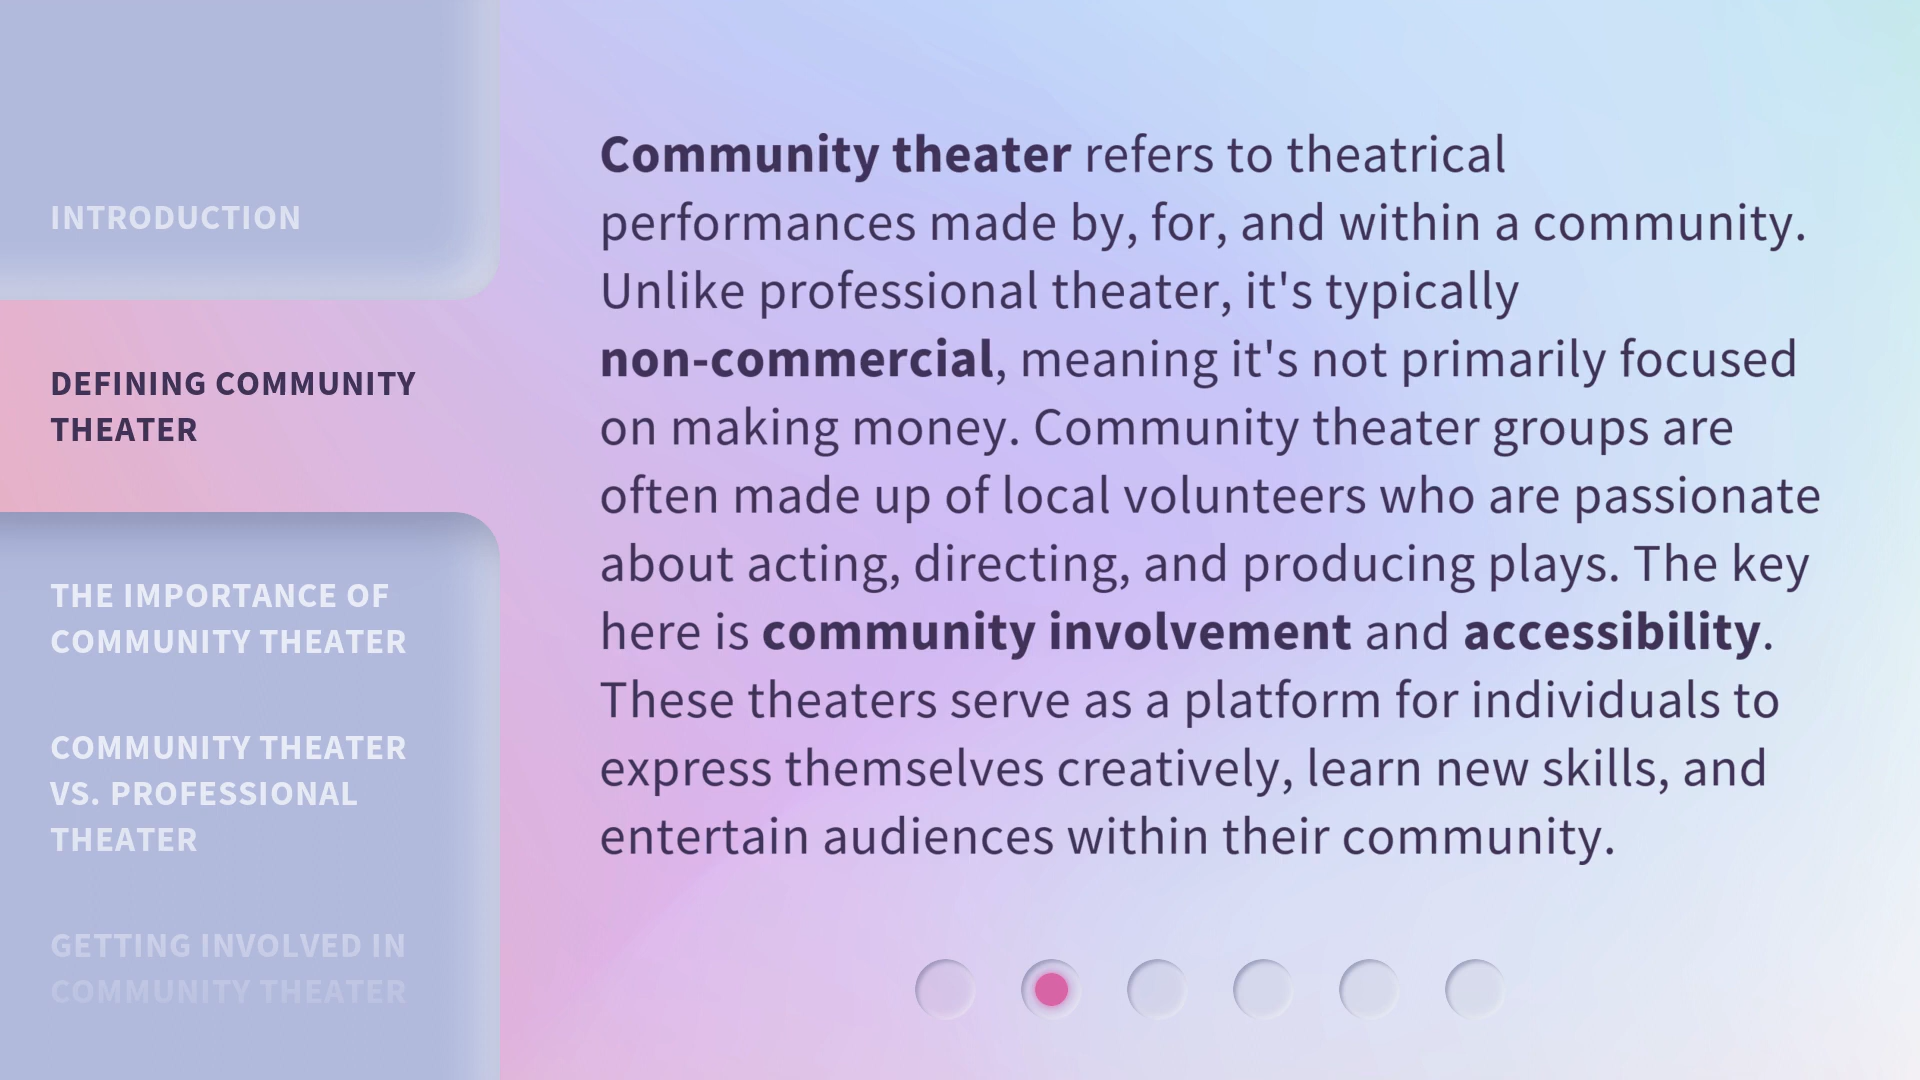 INTRODUCTION
DEFINING COMMUNITY
THEATER
THE IMPORTANCE OF
COMMUNITY THEATER
COMMUNITY THEATER
VS. PROFESSIONAL
THEATER
GETTING INVOLVED IN
COMMUNITY THEATER
Community theater refers to theatrical
performances made by, for, and within a community.
Unlike professional theater, it's typically
non-commercial, meaning it's not primarily focused
on making money. Community theater groups are
often made up of local volunteers who are passionate
about acting, directing, and producing plays. The key
here is community involvement and accessibility.
These theaters serve as a platform for individuals to
express themselves creatively, learn new skills, and
entertain audiences within their community.